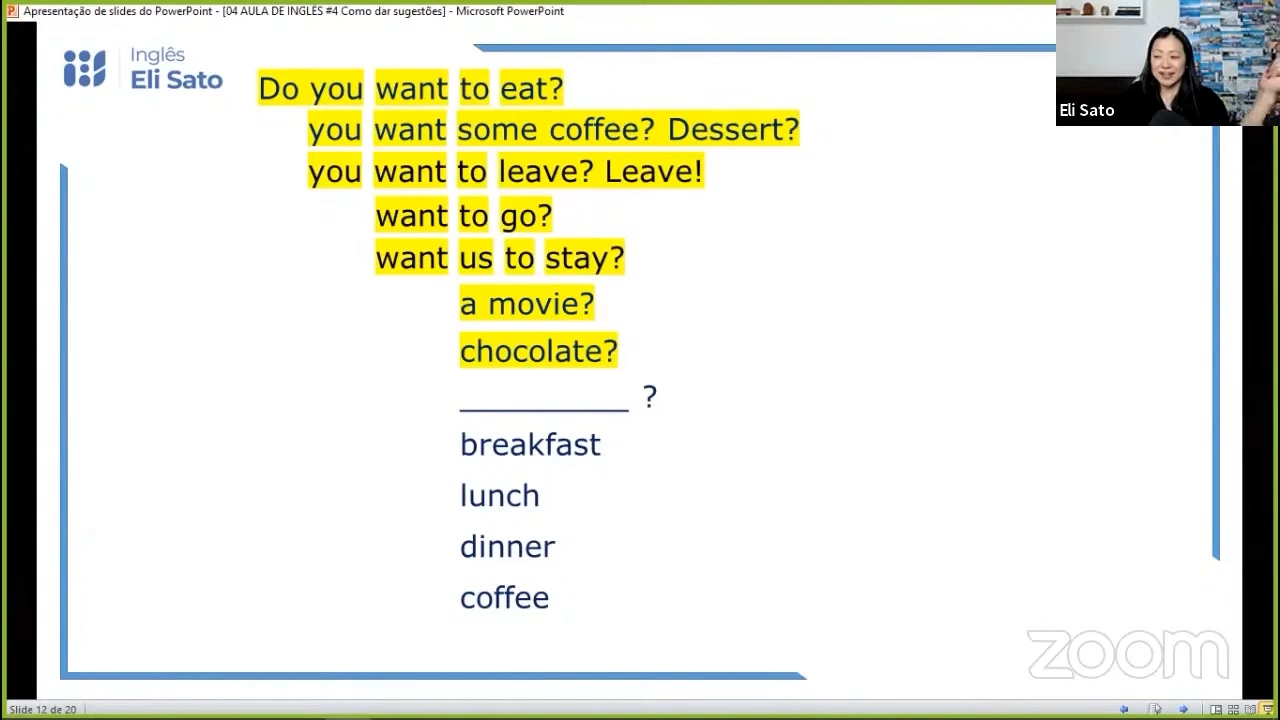 Apresentação de slides do PowerPoint - [04 AULA DE INGLÊS #4 Como dar sugestões] - Microsoft PowerPoint
Inglês
Eli Sato
Do you want to eat?
you want some coffee? Dessert?
you want to leave? Leave!
want to go?
want us to stay?
a movie?
chocolate?
____________ ?
breakfast
lunch
dinner
coffee
Eli Sato
zoom
Slide 12 de 20